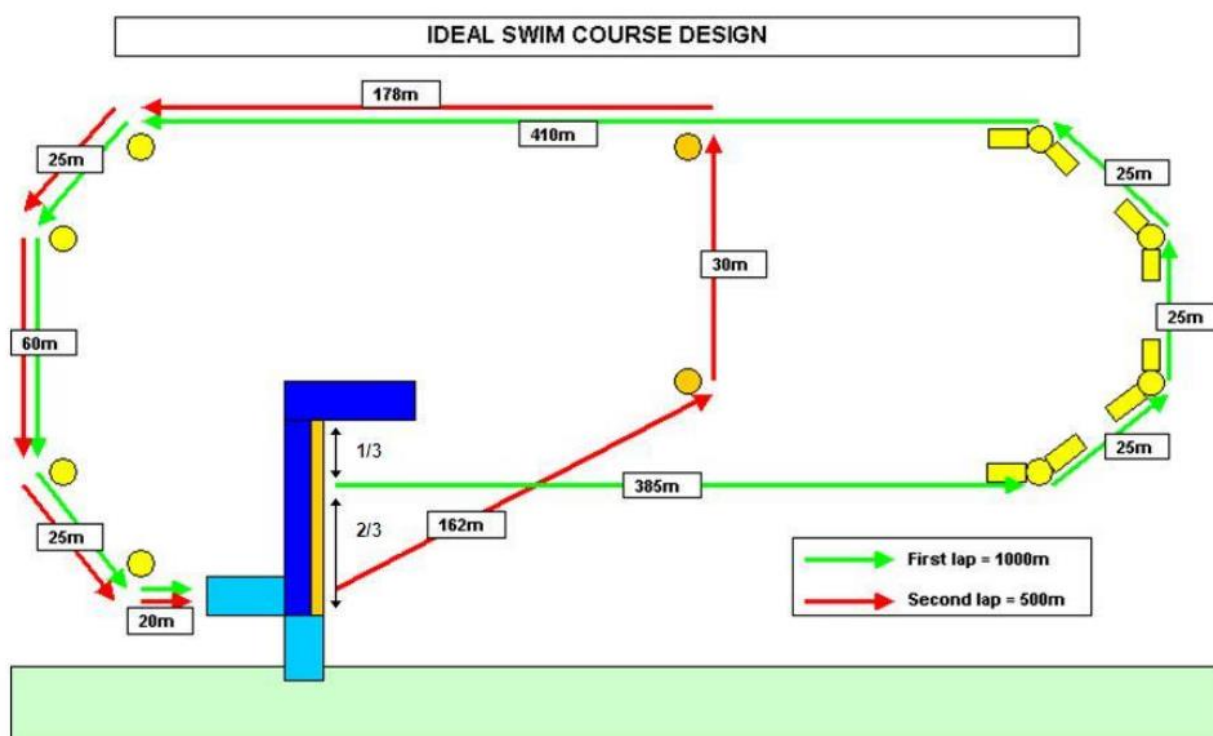 IDEAL SWIM COURSE DESIGN
178m
410m
25m
25m
30m
25m
60m
1/3
385m
25m
2/3
162m
25m
First lap = 1000m
Second lap = 500m
20m